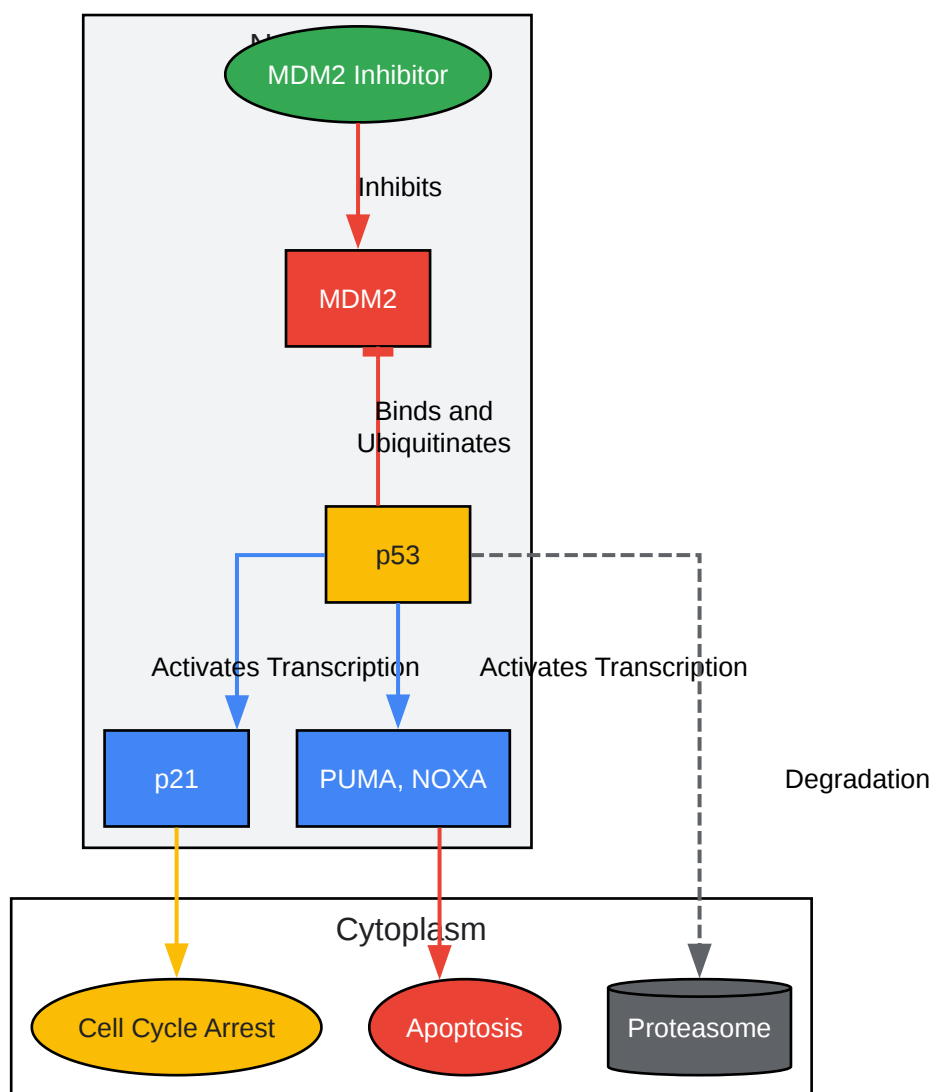 MDM2 Inhibitor
Inhibits
MDM2
Binds and
Ubiquitinates
p53
Activates Transcription
Activates Transcription
p21
PUMA, NOXA
Degradation
Cytoplasm
Cell Cycle Arrest
Apoptosis
Proteasome